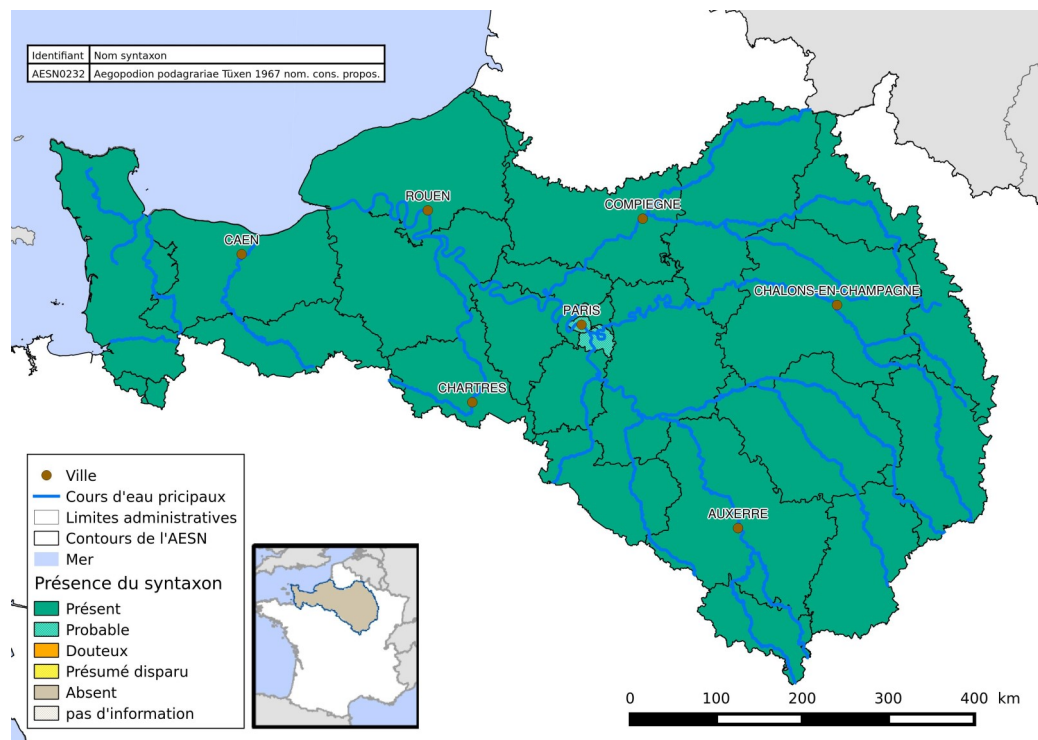 Identifiant Nom syntaxon
AESN0232 Aegopodion podagrariae Tüxen 1967 nom. cons. propos.
ROUEN
COMPIEGNE
CAEN
CHALONS-EN-CHAMPAGNE
PARIS
CHARTRES
AUXERRE
Ville
Cours d'eau pricipaux
Limites administratives
Contours de l'AESN
Mer
Présence du syntaxon
Présent
Probable
Douteux
Présumé disparu
Absent
pas d'information
0 100 200 300 400 km